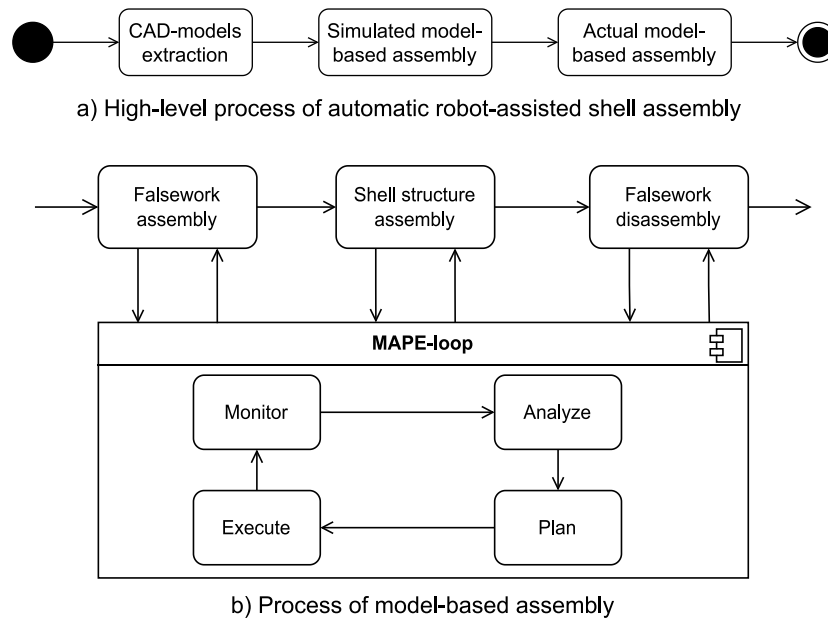 CAD-models
extraction
Simulated model-
based assembly
Actual model-
based assembly
a) High-level process of automatic robot-assisted shell assembly
Falsework
assembly
Shell structure
assembly
Falsework
disassembly
MAPE-loop
Monitor
Analyze
Execute
Plan
b) Process of model-based assembly